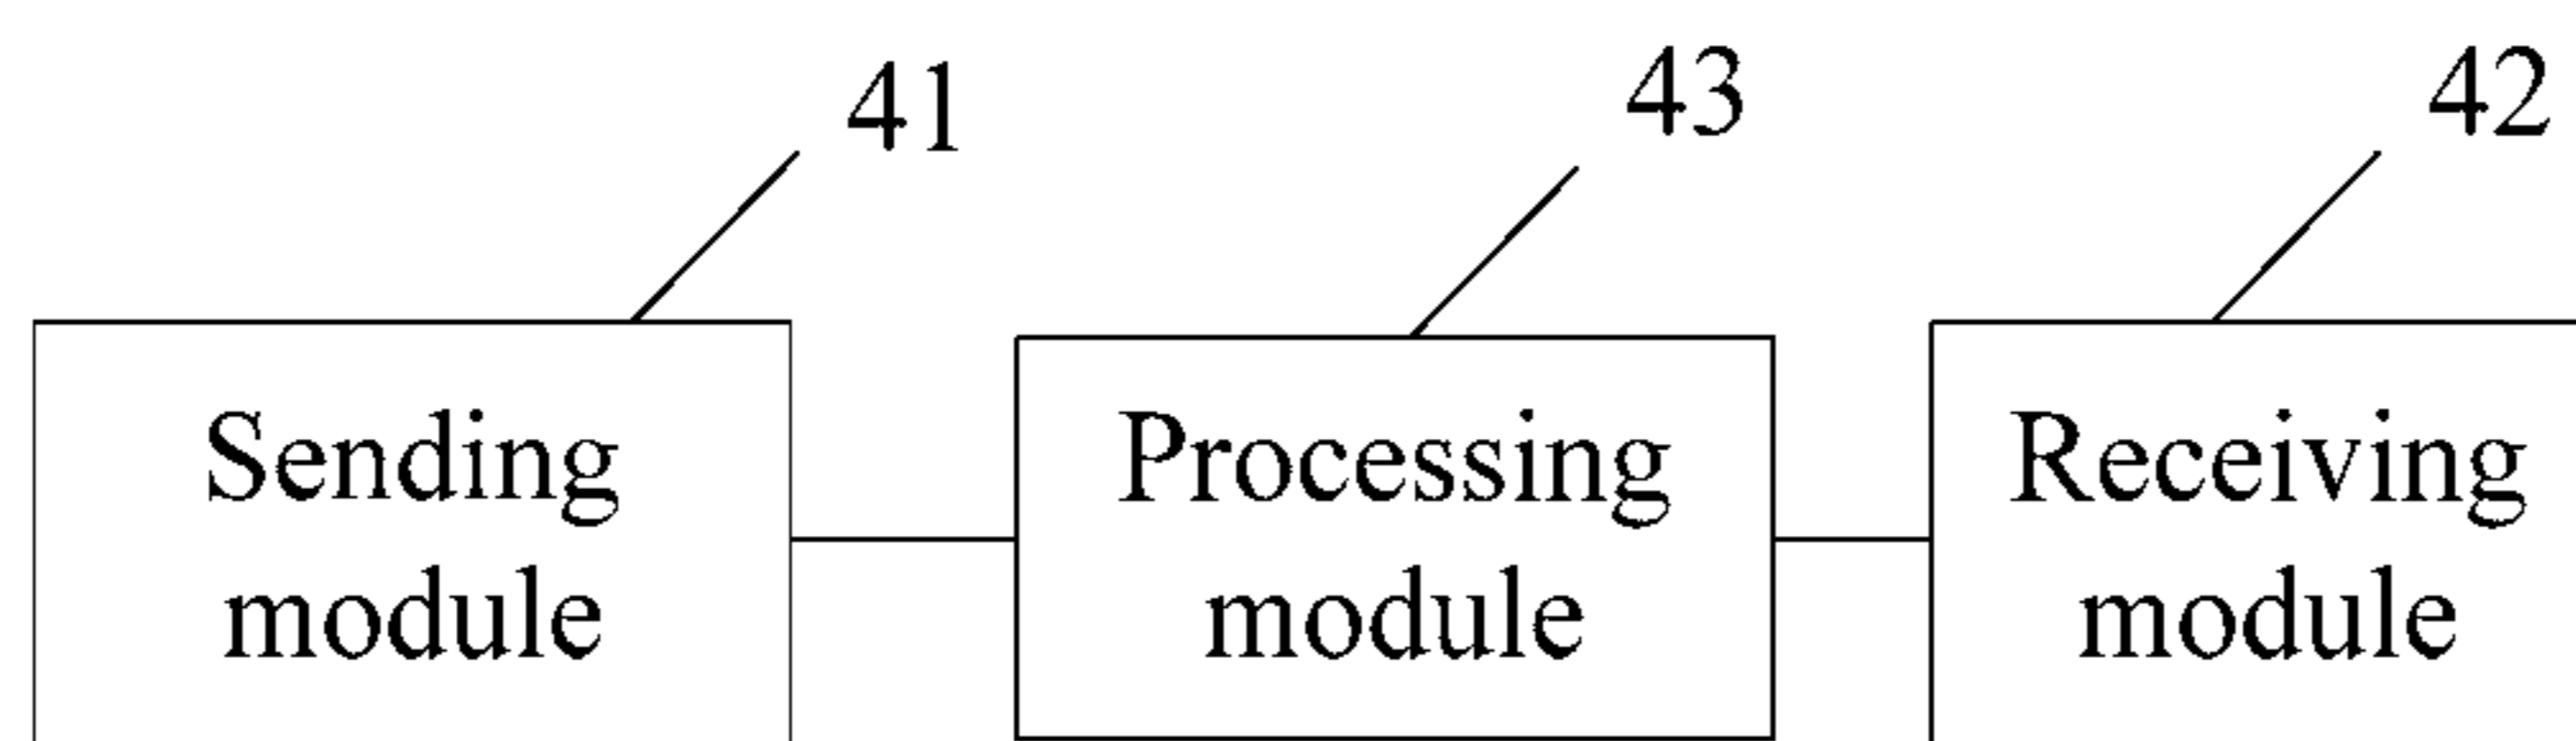 41
43
42
Sending
module
Processing
module
Receiving
module